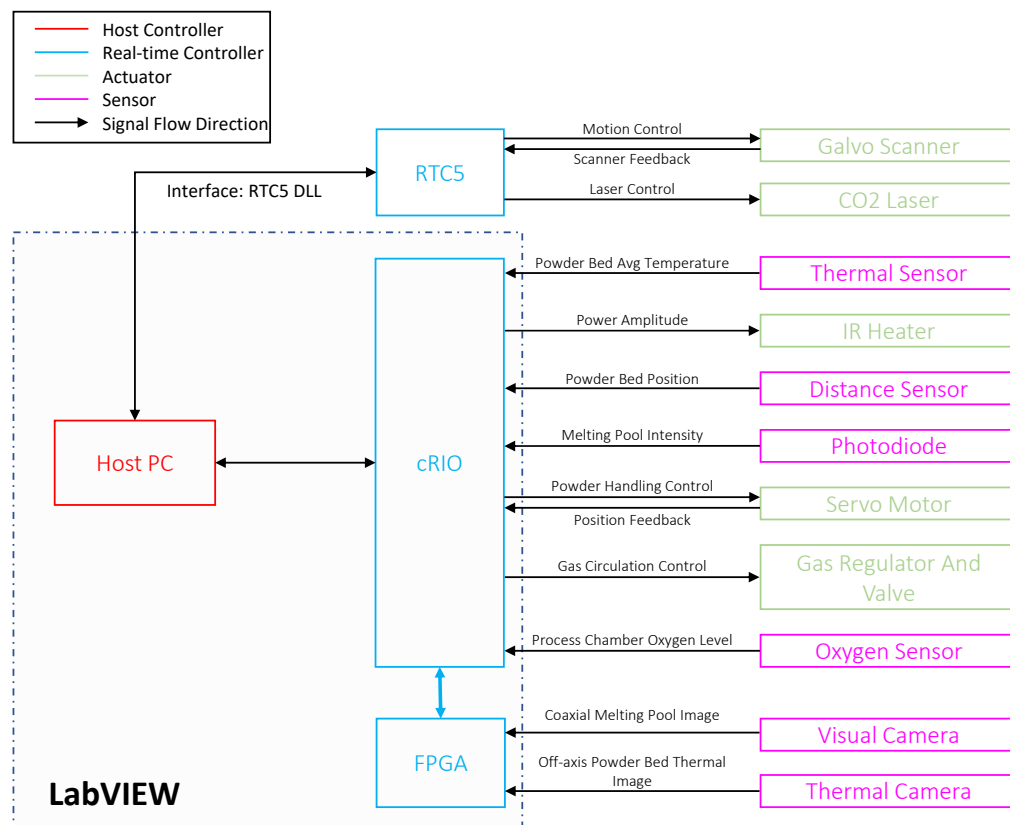 Host Controller
Real-time Controller
Actuator
Sensor
Signal Flow Direction
Motion Control
Galvo Scanner
Scanner Feedback
RTC5
Interface: RTC5 DLL
Laser Control
CO2 Laser
Powder Bed Avg Temperature
Thermal Sensor
Power Amplitude
IR Heater
Powder Bed Position
Distance Sensor
Melting Pool Intensity
Photodiode
Host PC
cRIO
Powder Handling Control
Servo Motor
Position Feedback
Gas Circulation Control
Gas Regulator And
Valve
Process Chamber Oxygen Level
Oxygen Sensor
Coaxial Melting Pool Image
Visual Camera
FPGA
Off-axis Powder Bed Thermal
Image
Thermal Camera
LabVIEW